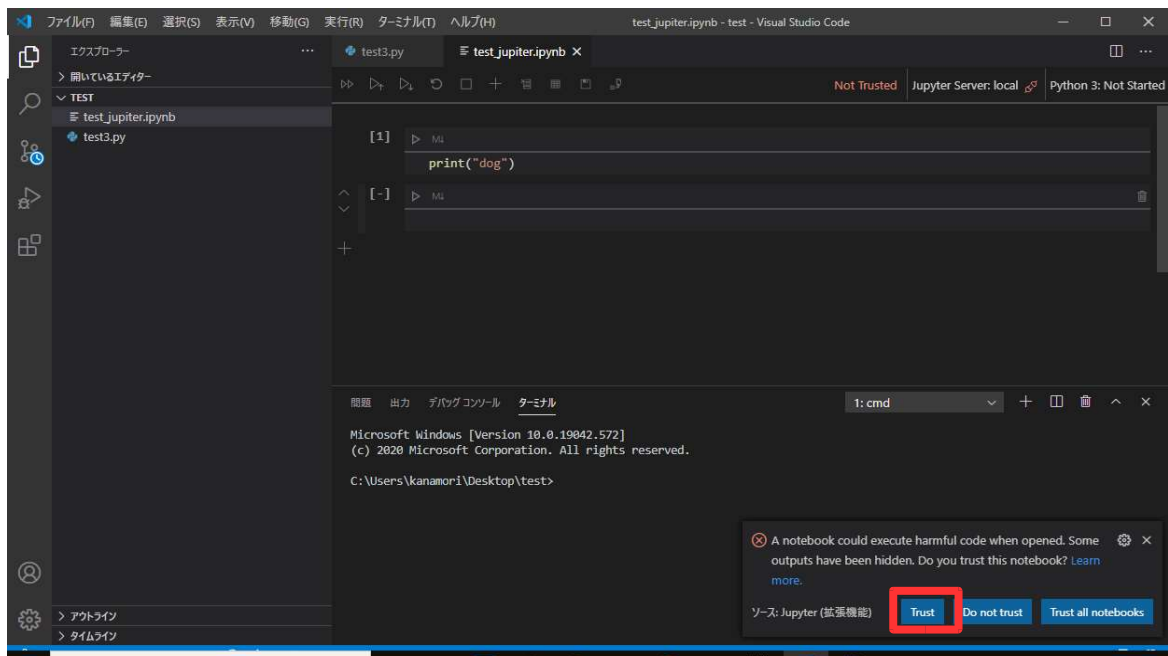 ファイル(F) 編集(E) 選択(S) 表示(V) 移動(G) 実行(R) ターミナル(T) ヘルプ(H) test_jupiter.ipynb - test - Visual Studio Code
エクスプローラー
test3.py test_jupiter.ipynb
開いているエディター
Not Trusted Jupyter Server: local Python 3: Not Started
TEST
test_jupiter.ipynb
test3.py
[1] M↓
print("dog")
[-] M↓
問題 出力 デバッグ コンソール ターミナル 1: cmd
Microsoft Windows [Version 10.0.19042.572]
(c) 2020 Microsoft Corporation. All rights reserved.
C:\Users\kanamori\Desktop\test>
A notebook could execute harmful code when opened. Some
outputs have been hidden. Do you trust this notebook? Learn
more.
ソース: Jupyter (拡張機能) Trust Do not trust Trust all notebooks
アウトライン
タイムライン